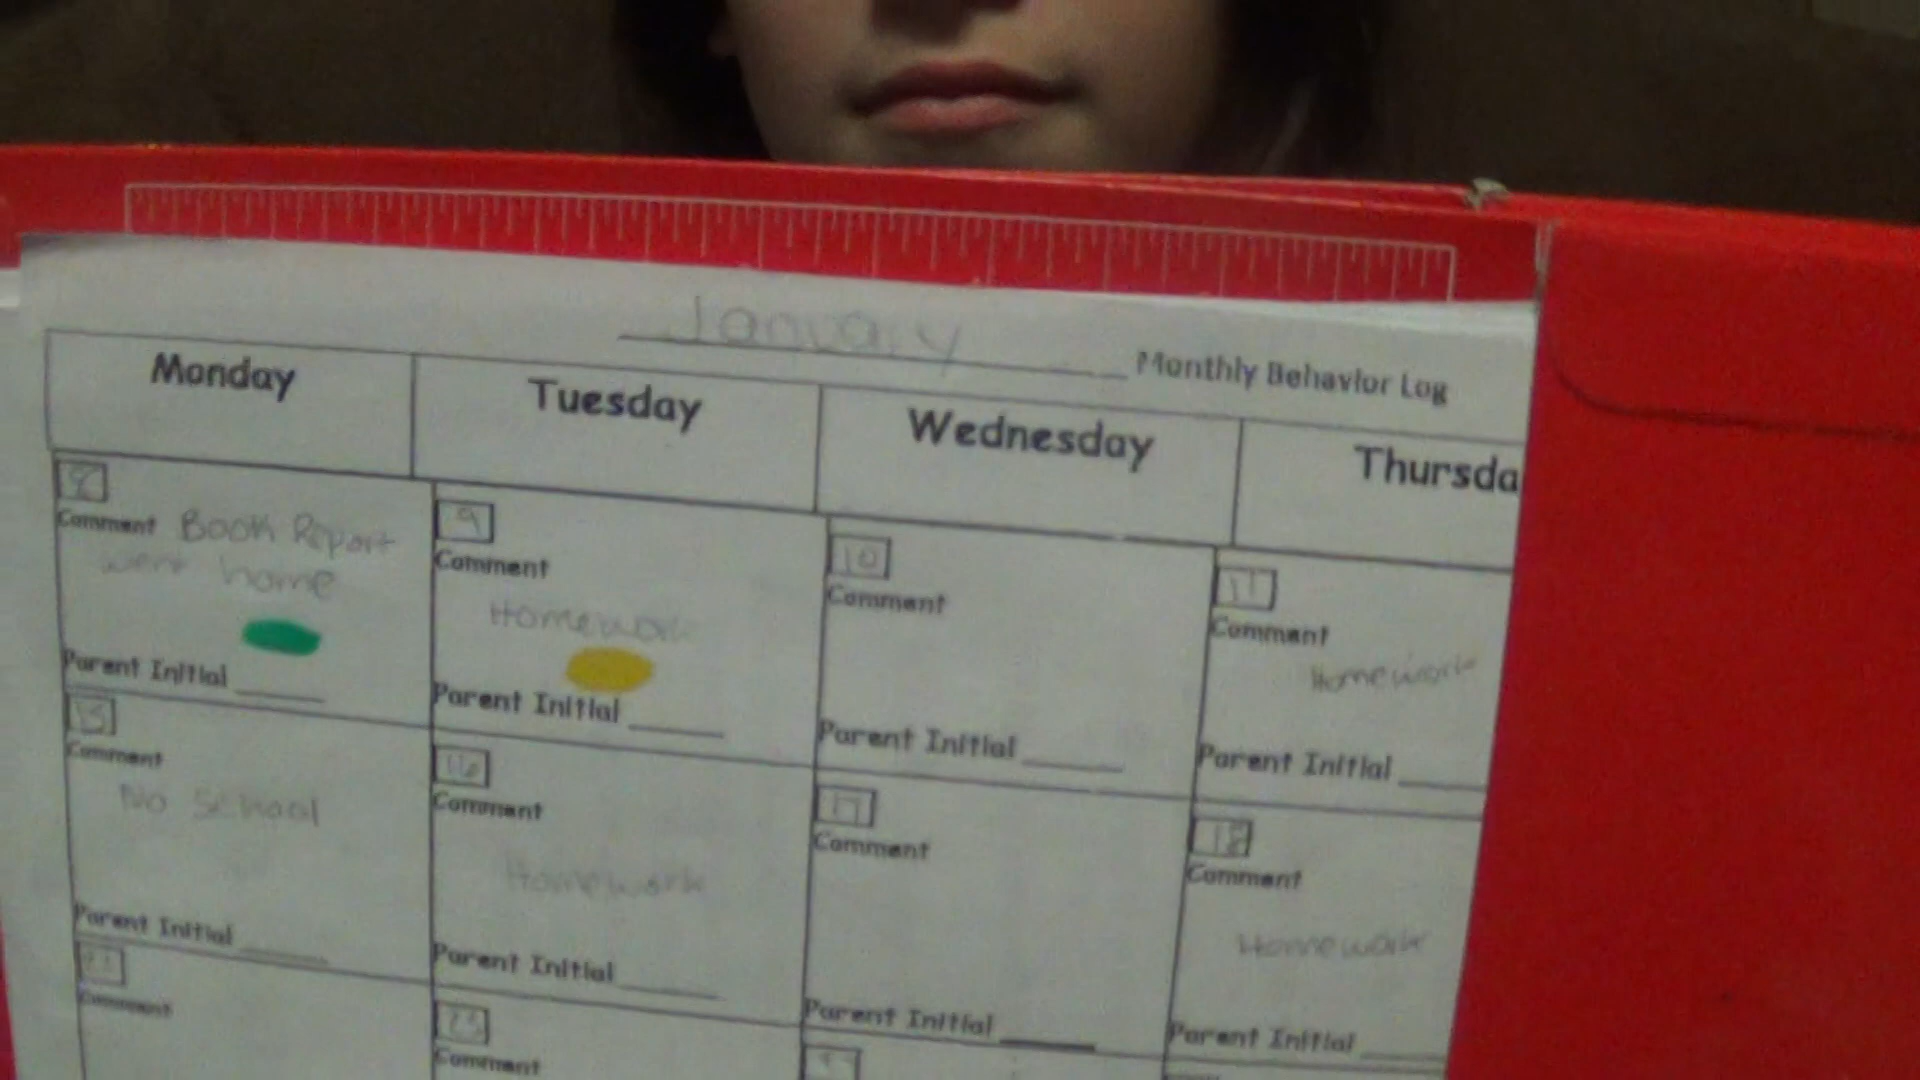 January Monthly Behavior Log
Monday Tuesday Wednesday Thursda
8 9 10 11
Comment Book Report
went home
Comment
Homework
Comment
Comment
Homework
Parent Initial Parent Initial Parent Initial Parent Initial
15 16 17 18
Comment
No School
Comment
Homework
Comment
Comment
Homework
Parent Initial Parent Initial Parent Initial Parent Initial
23
Comment Comment